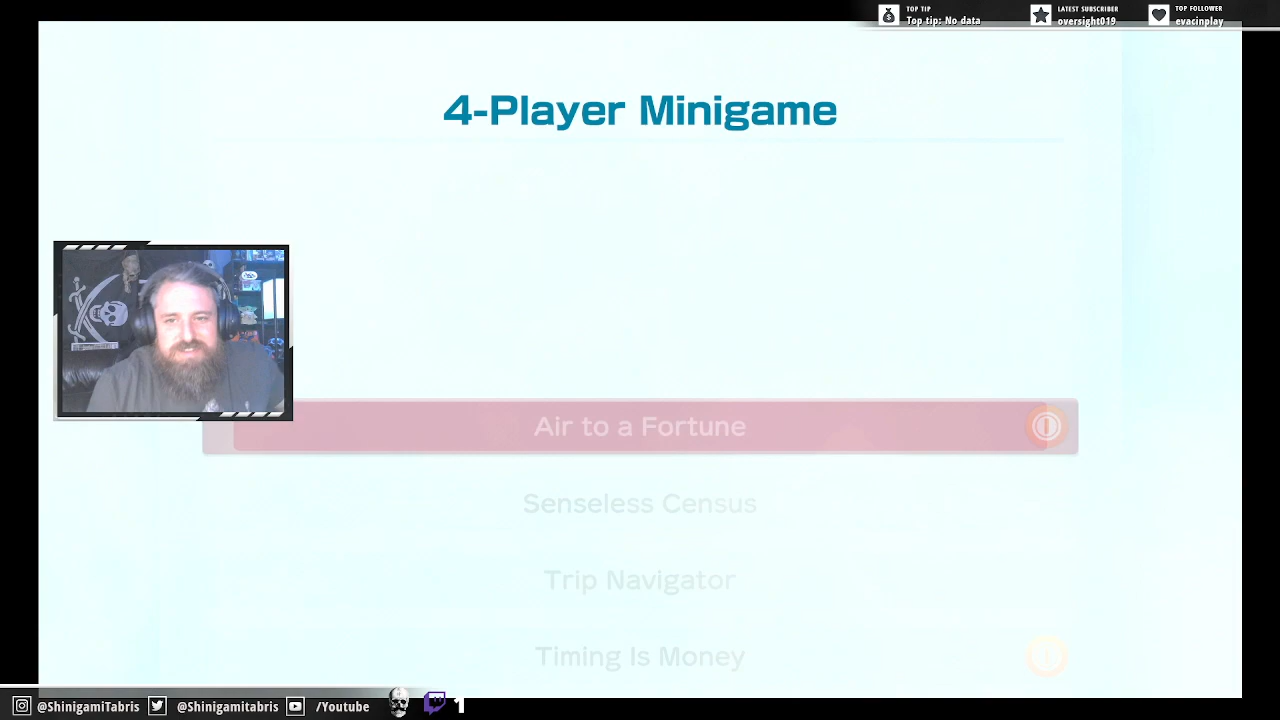 TOP TIP
Top tip: No data
LATEST SUBSCRIBER
oversight019
TOP FOLLOWER
evacinplay
4-Player Minigame
Air to a Fortune
Senseless Census
Trip Navigator
Timing Is Money
@ShinigamiTabris
@Shinigamitabris
/Youtube
1